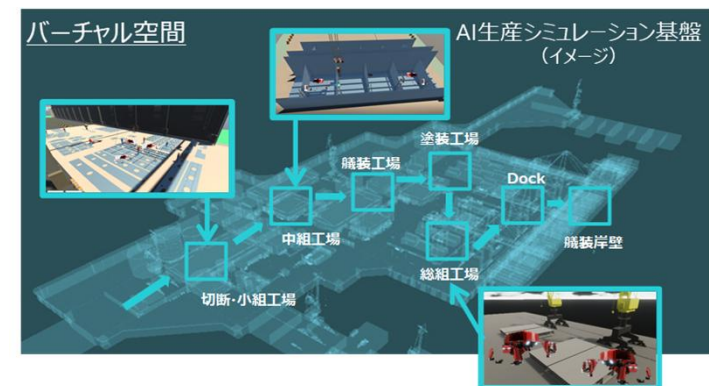 バーチャル空間
AI生産シミュレーション基盤
（イメージ）
塗装工場
艤装工場
Dock
中組工場
艤装岸壁
総組工場
切断・小組工場